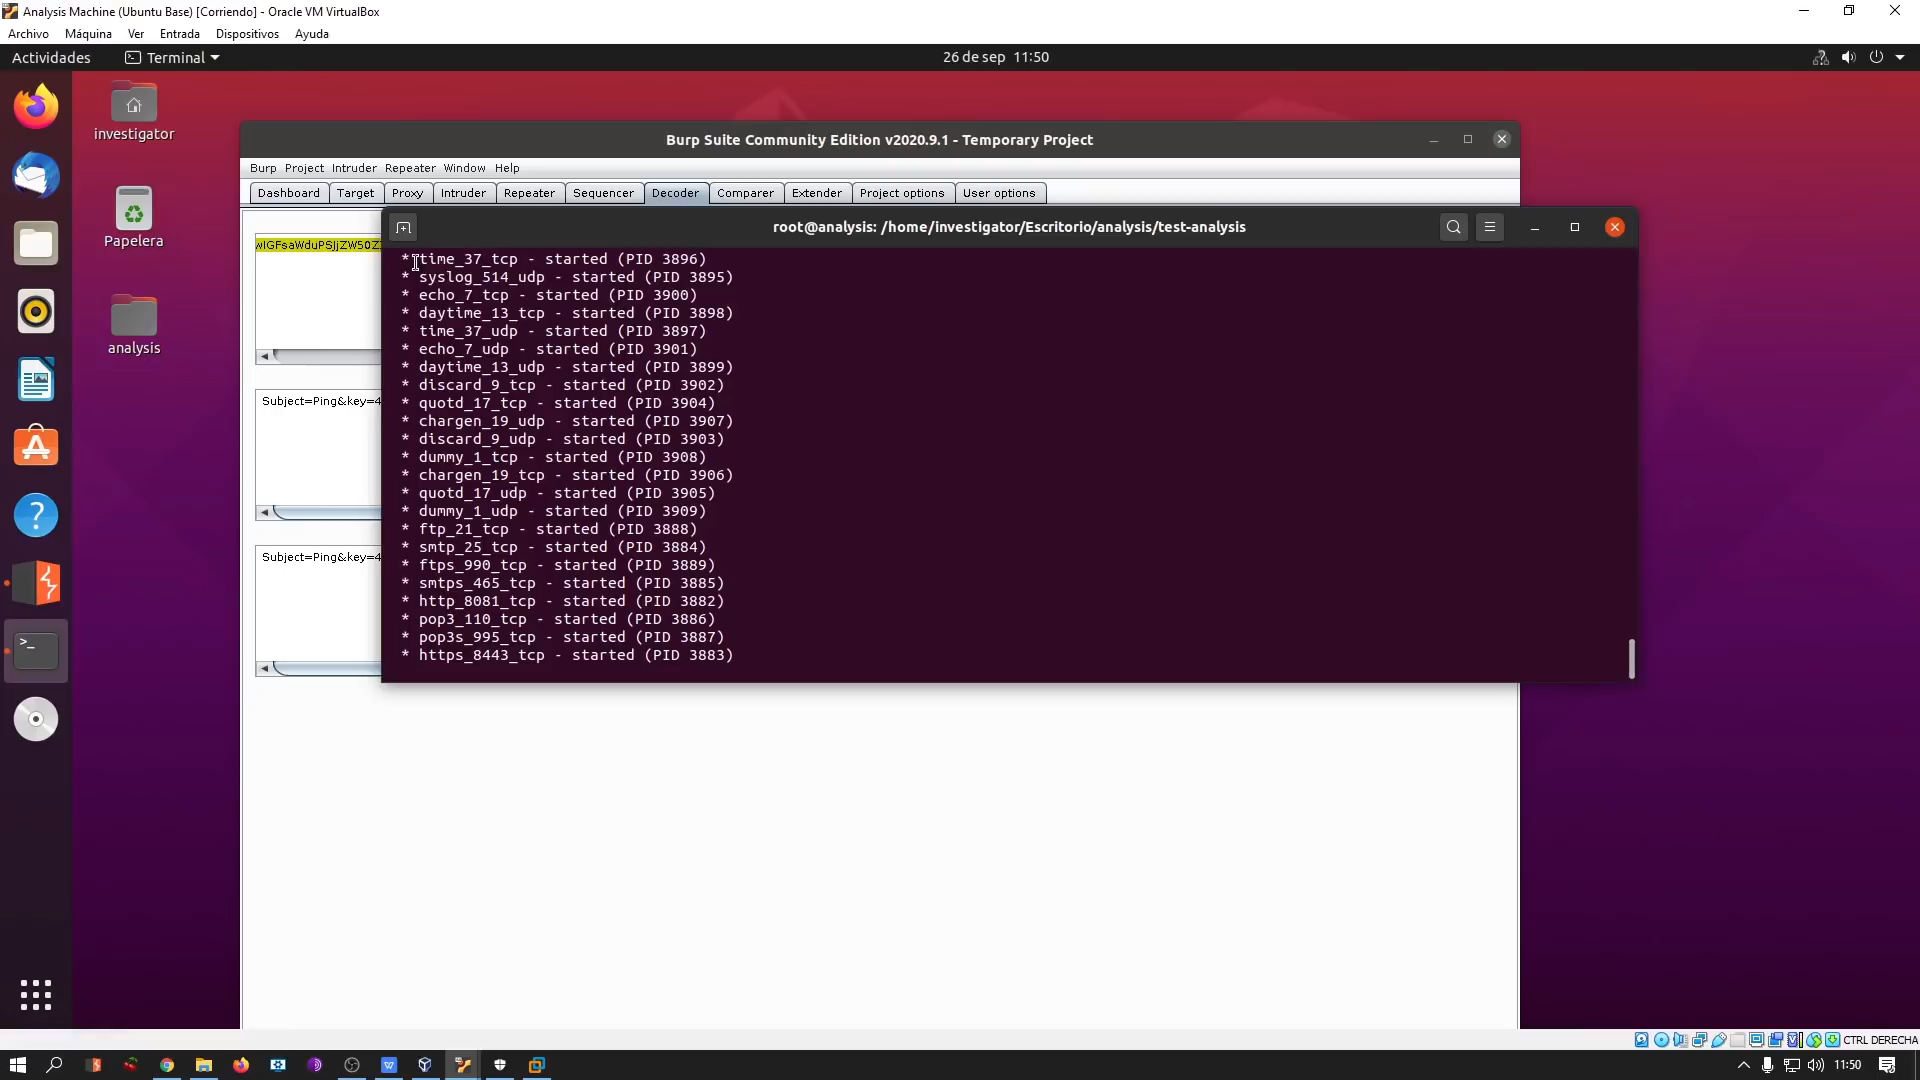 Analysis Machine (Ubuntu Base) [Corriendo] - Oracle VM VirtualBox
Archivo Máquina Ver Entrada Dispositivos Ayuda
Actividades Terminal 26 de sep 11:50
investigator
Papelera
analysis
Burp Suite Community Edition v2020.9.1 - Temporary Project
Burp Project Intruder Repeater Window Help
Dashboard Target Proxy Intruder Repeater Sequencer Decoder Comparer Extender Project options User options
Subject=Ping&key=4
Subject=Ping&key=4
root@analysis: /home/investigator/Escritorio/analysis/test-analysis
* time_37_tcp - started (PID 3896)
* syslog_514_udp - started (PID 3895)
* echo_7_tcp - started (PID 3900)
* daytime_13_tcp - started (PID 3898)
* time_37_udp - started (PID 3897)
* echo_7_udp - started (PID 3901)
* daytime_13_udp - started (PID 3899)
* discard_9_tcp - started (PID 3902)
* quotd_17_tcp - started (PID 3904)
* chargen_19_udp - started (PID 3907)
* discard_9_udp - started (PID 3903)
* dummy_1_tcp - started (PID 3908)
* chargen_19_tcp - started (PID 3906)
* quotd_17_udp - started (PID 3905)
* dummy_1_udp - started (PID 3909)
* ftp_21_tcp - started (PID 3888)
* smtp_25_tcp - started (PID 3884)
* ftps_990_tcp - started (PID 3889)
* smtps_465_tcp - started (PID 3885)
* http_8081_tcp - started (PID 3882)
* pop3_110_tcp - started (PID 3886)
* pop3s_995_tcp - started (PID 3887)
* https_8443_tcp - started (PID 3883)
CTRL DERECHA
11:50